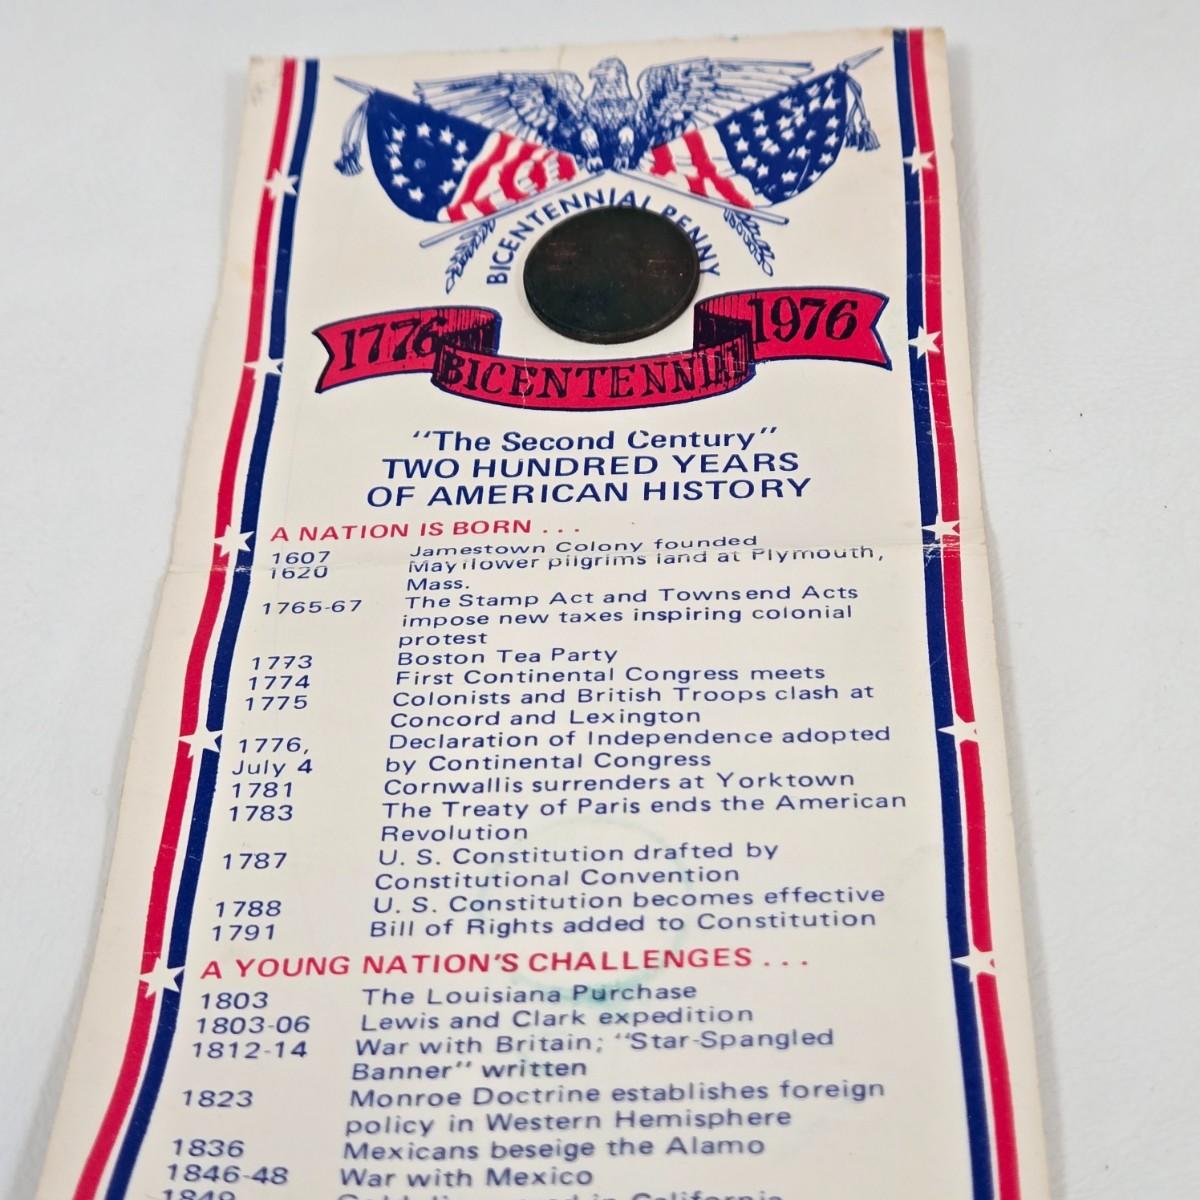 BICENTENNIAL PENNY
1776 BICENTENNIAL 1976
"The Second Century"
TWO HUNDRED YEARS
OF AMERICAN HISTORY
A NATION IS BORN . . .
1607 Jamestown Colony founded
1620 Mayflower pilgrims land at Plymouth,
Mass.
1765-67 The Stamp Act and Townsend Acts
impose new taxes inspiring colonial
protest
1773 Boston Tea Party
1774 First Continental Congress meets
1775 Colonists and British Troops clash at
Concord and Lexington
1776, Declaration of Independence adopted
July 4 by Continental Congress
1781 Cornwallis surrenders at Yorktown
1783 The Treaty of Paris ends the American
Revolution
1787 U. S. Constitution drafted by
Constitutional Convention
1788 U. S. Constitution becomes effective
1791 Bill of Rights added to Constitution
A YOUNG NATION'S CHALLENGES . . .
1803 The Louisiana Purchase
1803-06 Lewis and Clark expedition
1812-14 War with Britain; "Star-Spangled
Banner" written
1823 Monroe Doctrine establishes foreign
policy in Western Hemisphere
1836 Mexicans beseige the Alamo
1846-48 War with Mexico
1849 Gold discovered in California